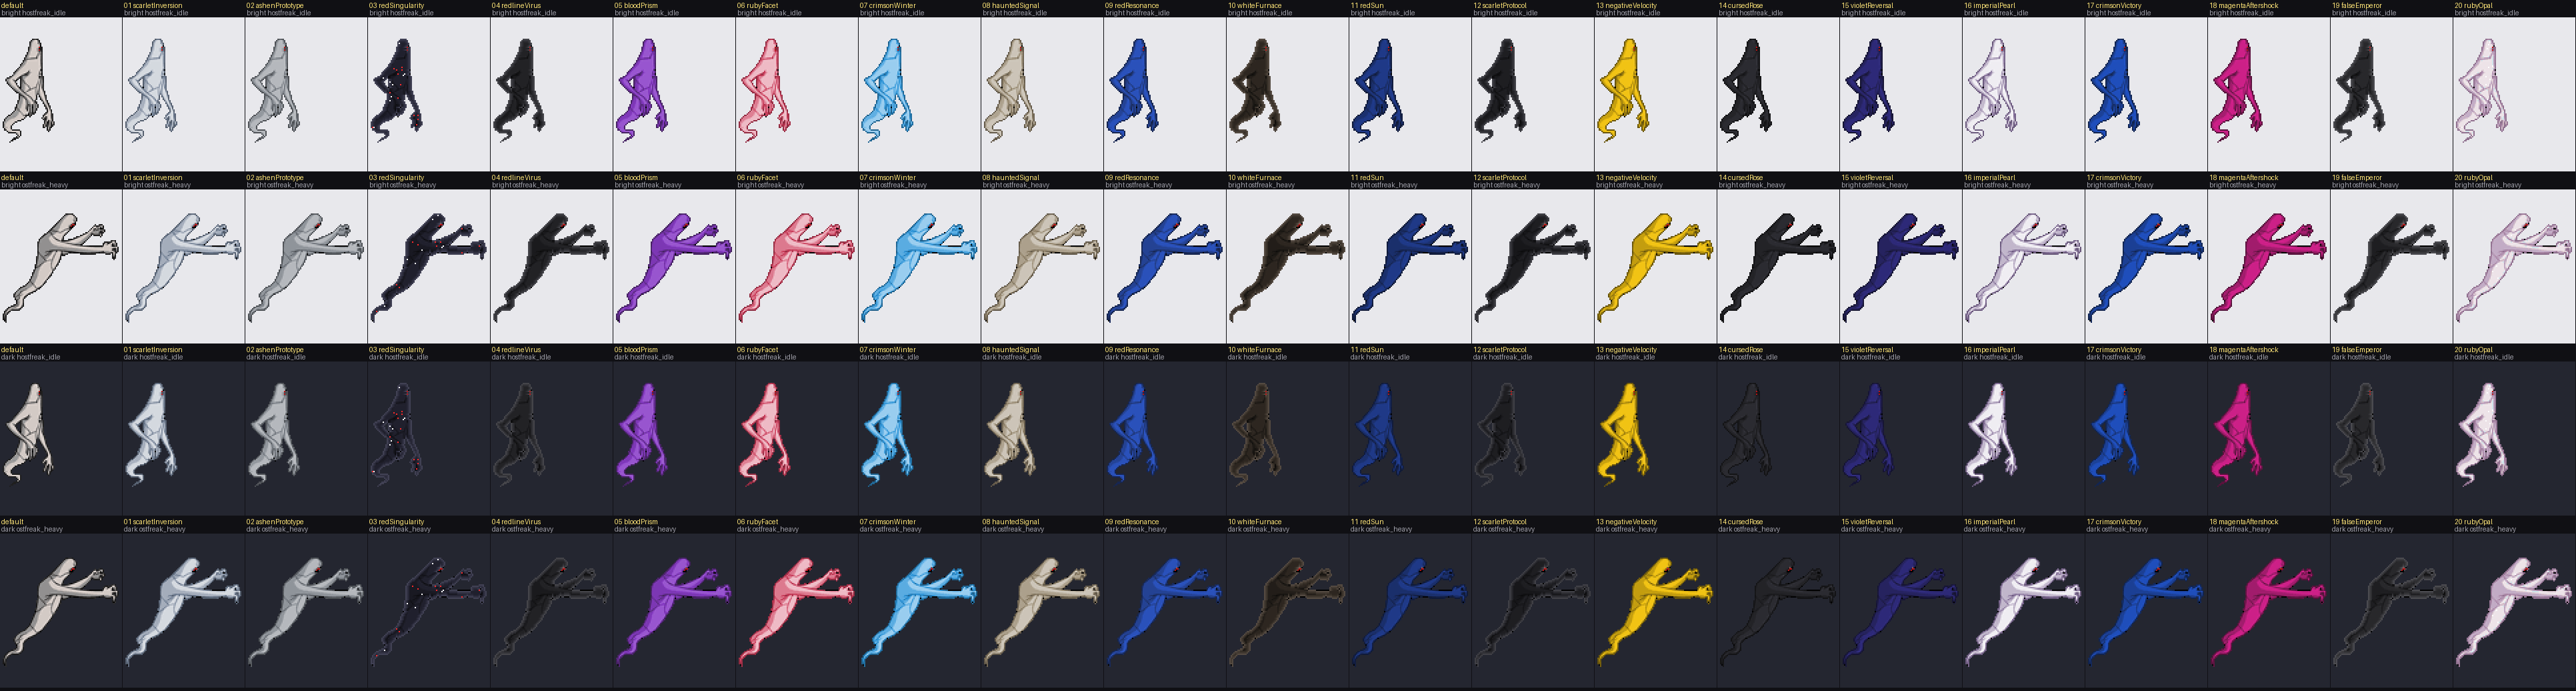 default 01 scarletInversion 02 ashenPrototype 03 redSingularity 04 redlineVirus 05 bloodPrism 06 rubyFacet 07 crimsonWinter 08 hauntedSignal 09 redResonance 10 whiteFurnace 11 redSun 12 scarletProtocol 13 negativeVelocity 14 cursedRose 15 violetReversal 16 imperialPearl 17 crimsonVictory 18 magentaAftershock 19 falseEmperor 20 rubyOpal
bright hostfreak_idle bright hostfreak_idle bright hostfreak_idle bright hostfreak_idle bright hostfreak_idle bright hostfreak_idle bright hostfreak_idle bright hostfreak_idle bright hostfreak_idle bright hostfreak_idle bright hostfreak_idle bright hostfreak_idle bright hostfreak_idle bright hostfreak_idle bright hostfreak_idle bright hostfreak_idle bright hostfreak_idle bright hostfreak_idle bright hostfreak_idle bright hostfreak_idle bright hostfreak_idle
default 01 scarletInversion 02 ashenPrototype 03 redSingularity 04 redlineVirus 05 bloodPrism 06 rubyFacet 07 crimsonWinter 08 hauntedSignal 09 redResonance 10 whiteFurnace 11 redSun 12 scarletProtocol 13 negativeVelocity 14 cursedRose 15 violetReversal 16 imperialPearl 17 crimsonVictory 18 magentaAftershock 19 falseEmperor 20 rubyOpal
bright ostfreak_heavy bright ostfreak_heavy bright ostfreak_heavy bright ostfreak_heavy bright ostfreak_heavy bright ostfreak_heavy bright ostfreak_heavy bright ostfreak_heavy bright ostfreak_heavy bright ostfreak_heavy bright ostfreak_heavy bright ostfreak_heavy bright ostfreak_heavy bright ostfreak_heavy bright ostfreak_heavy bright ostfreak_heavy bright ostfreak_heavy bright ostfreak_heavy bright ostfreak_heavy bright ostfreak_heavy bright ostfreak_heavy
default 01 scarletInversion 02 ashenPrototype 03 redSingularity 04 redlineVirus 05 bloodPrism 06 rubyFacet 07 crimsonWinter 08 hauntedSignal 09 redResonance 10 whiteFurnace 11 redSun 12 scarletProtocol 13 negativeVelocity 14 cursedRose 15 violetReversal 16 imperialPearl 17 crimsonVictory 18 magentaAftershock 19 falseEmperor 20 rubyOpal
dark hostfreak_idle dark hostfreak_idle dark hostfreak_idle dark hostfreak_idle dark hostfreak_idle dark hostfreak_idle dark hostfreak_idle dark hostfreak_idle dark hostfreak_idle dark hostfreak_idle dark hostfreak_idle dark hostfreak_idle dark hostfreak_idle dark hostfreak_idle dark hostfreak_idle dark hostfreak_idle dark hostfreak_idle dark hostfreak_idle dark hostfreak_idle dark hostfreak_idle dark hostfreak_idle
default 01 scarletInversion 02 ashenPrototype 03 redSingularity 04 redlineVirus 05 bloodPrism 06 rubyFacet 07 crimsonWinter 08 hauntedSignal 09 redResonance 10 whiteFurnace 11 redSun 12 scarletProtocol 13 negativeVelocity 14 cursedRose 15 violetReversal 16 imperialPearl 17 crimsonVictory 18 magentaAftershock 19 falseEmperor 20 rubyOpal
dark ostfreak_heavy dark ostfreak_heavy dark ostfreak_heavy dark ostfreak_heavy dark ostfreak_heavy dark ostfreak_heavy dark ostfreak_heavy dark ostfreak_heavy dark ostfreak_heavy dark ostfreak_heavy dark ostfreak_heavy dark ostfreak_heavy dark ostfreak_heavy dark ostfreak_heavy dark ostfreak_heavy dark ostfreak_heavy dark ostfreak_heavy dark ostfreak_heavy dark ostfreak_heavy dark ostfreak_heavy dark ostfreak_heavy